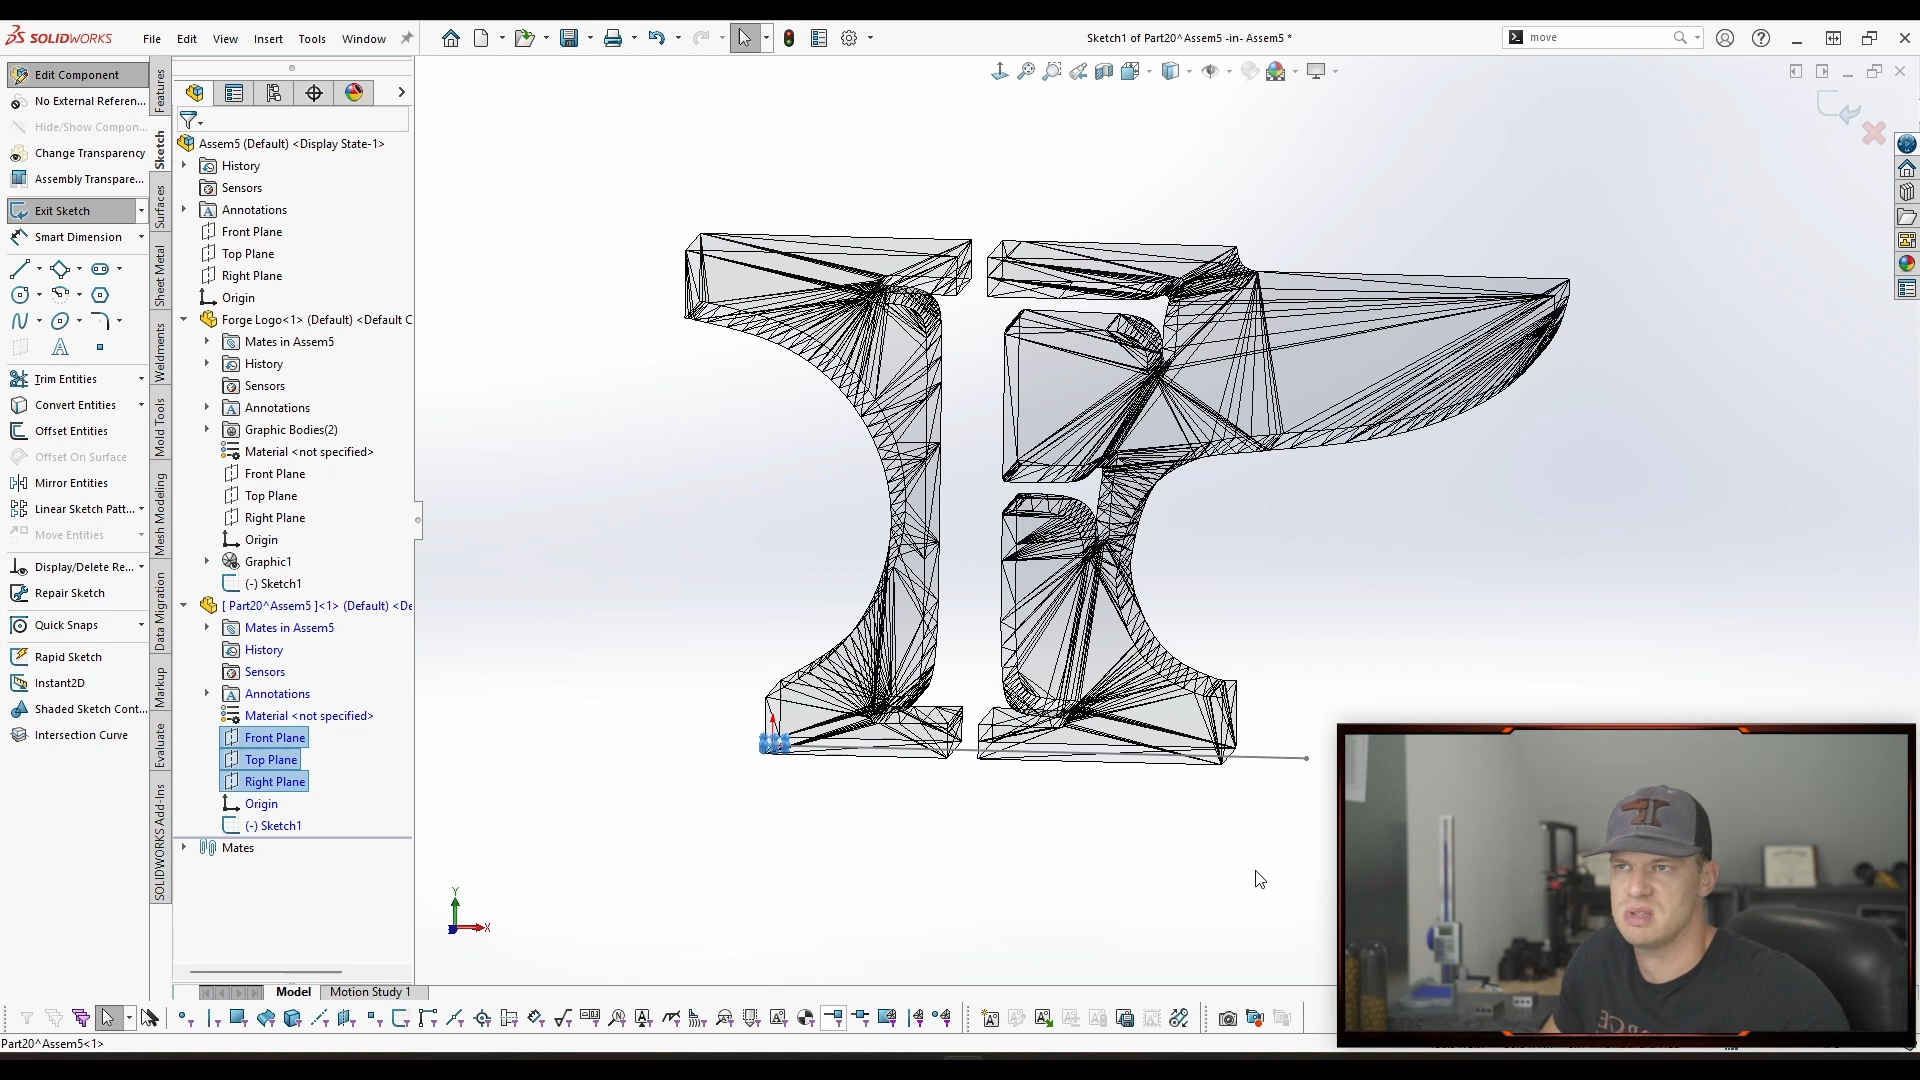 SOLIDWORKS
File Edit View Insert Tools Window
Sketch1 of Part20^Assem5 -in- Assem5 *
move
Edit Component
No External Referen...
Hide/Show Compon...
Change Transparency
Assembly Transpare...
Exit Sketch
Smart Dimension
Trim Entities
Convert Entities
Offset Entities
Offset On Surface
Mirror Entities
Linear Sketch Patt...
Move Entities
Display/Delete Re...
Repair Sketch
Quick Snaps
Rapid Sketch
Instant2D
Shaded Sketch Cont...
Intersection Curve
Features
Sketch
Surfaces
Sheet Metal
Weldments
Mold Tools
Mesh Modeling
Data Migration
Markup
Evaluate
SOLIDWORKS Add-Ins
Assem5 (Default) <Display State-1>
History
Sensors
Annotations
Front Plane
Top Plane
Right Plane
Origin
Forge Logo<1> (Default) <Default C
Mates in Assem5
History
Sensors
Annotations
Graphic Bodies(2)
Material <not specified>
Front Plane
Top Plane
Right Plane
Origin
Graphic1
(-) Sketch1
[ Part20^Assem5 ]<1> (Default) <De
Mates in Assem5
History
Sensors
Annotations
Material <not specified>
Front Plane
Top Plane
Right Plane
Origin
(-) Sketch1
Mates
Y
X
Model Motion Study 1
Part20^Assem5<1>